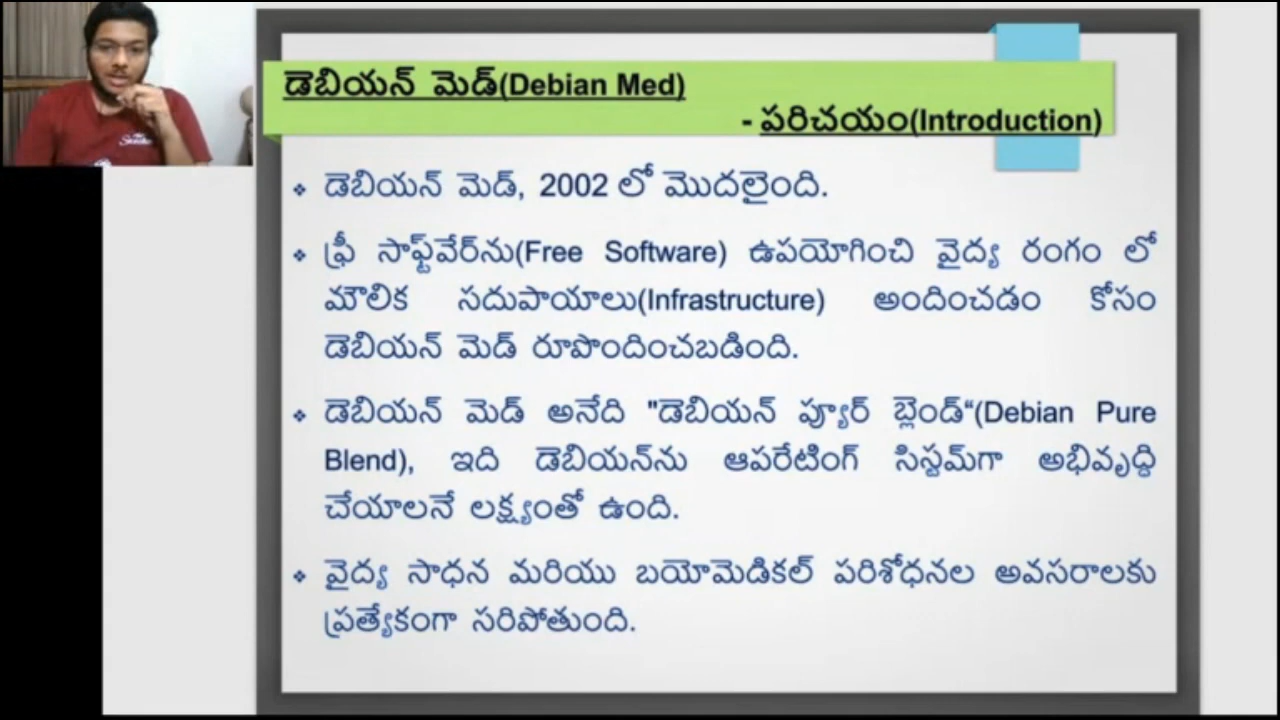 డెబియన్ మెడ్(Debian Med)
- పరిచయం(Introduction)
❖ డెబియన్ మెడ్, 2002 లో మొదలైంది.
❖ ఫ్రీ సాఫ్ట్‌వేర్‌ను(Free Software) ఉపయోగించి వైద్య రంగం లో
మౌలిక సదుపాయాలు(Infrastructure) అందించడం కోసం
డెబియన్ మెడ్ రూపొందించబడింది.
❖ డెబియన్ మెడ్ అనేది "డెబియన్ ప్యూర్ బ్లెండ్“(Debian Pure
Blend), ఇది డెబియన్‌ను ఆపరేటింగ్ సిస్టమ్‌గా అభివృద్ధి
చేయాలనే లక్ష్యంతో ఉంది.
❖ వైద్య సాధన మరియు బయోమెడికల్ పరిశోధనల అవసరాలకు
ప్రత్యేకంగా సరిపోతుంది.